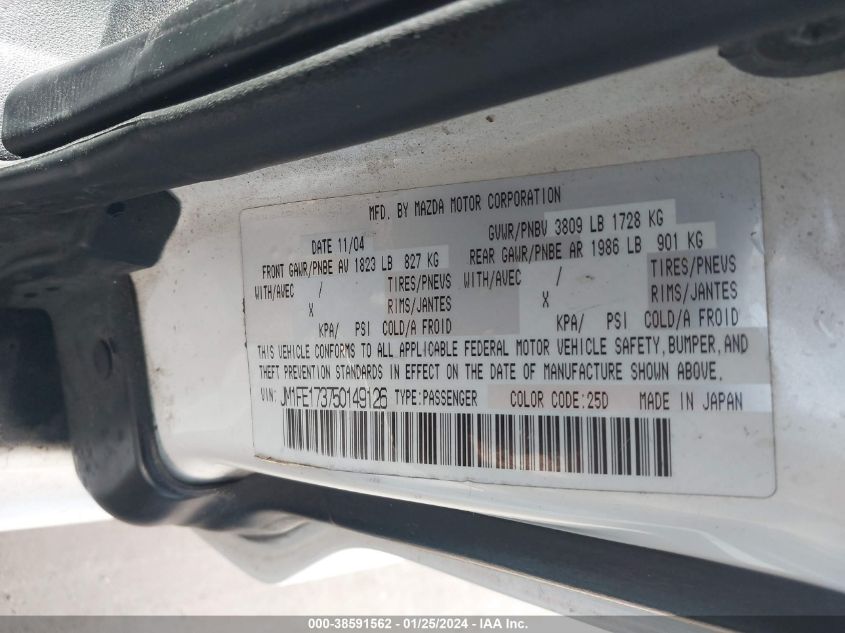 MFD. BY MAZDA MOTOR CORPORATION
DATE 11/04 GVWR/PNBV 3809 LB 1728 KG
FRONT GAWR/PNBE AV 1823 LB 827 KG REAR GAWR/PNBE AR 1986 LB 901 KG
WITH/AVEC / TIRES/PNEUS WITH/AVEC / TIRES/PNEUS
X RIMS/JANTES X RIMS/JANTES
KPA/ PSI COLD/A FROID KPA/ PSI COLD/A FROID
THIS VEHICLE CONFORMS TO ALL APPLICABLE FEDERAL MOTOR VEHICLE SAFETY, BUMPER, AND
THEFT PREVENTION STANDARDS IN EFFECT ON THE DATE OF MANUFACTURE SHOWN ABOVE.
VIN: JM1FE173750149126 TYPE:PASSENGER COLOR CODE:25D MADE IN JAPAN
000-38591562 - 01/25/2024 - IAA Inc.